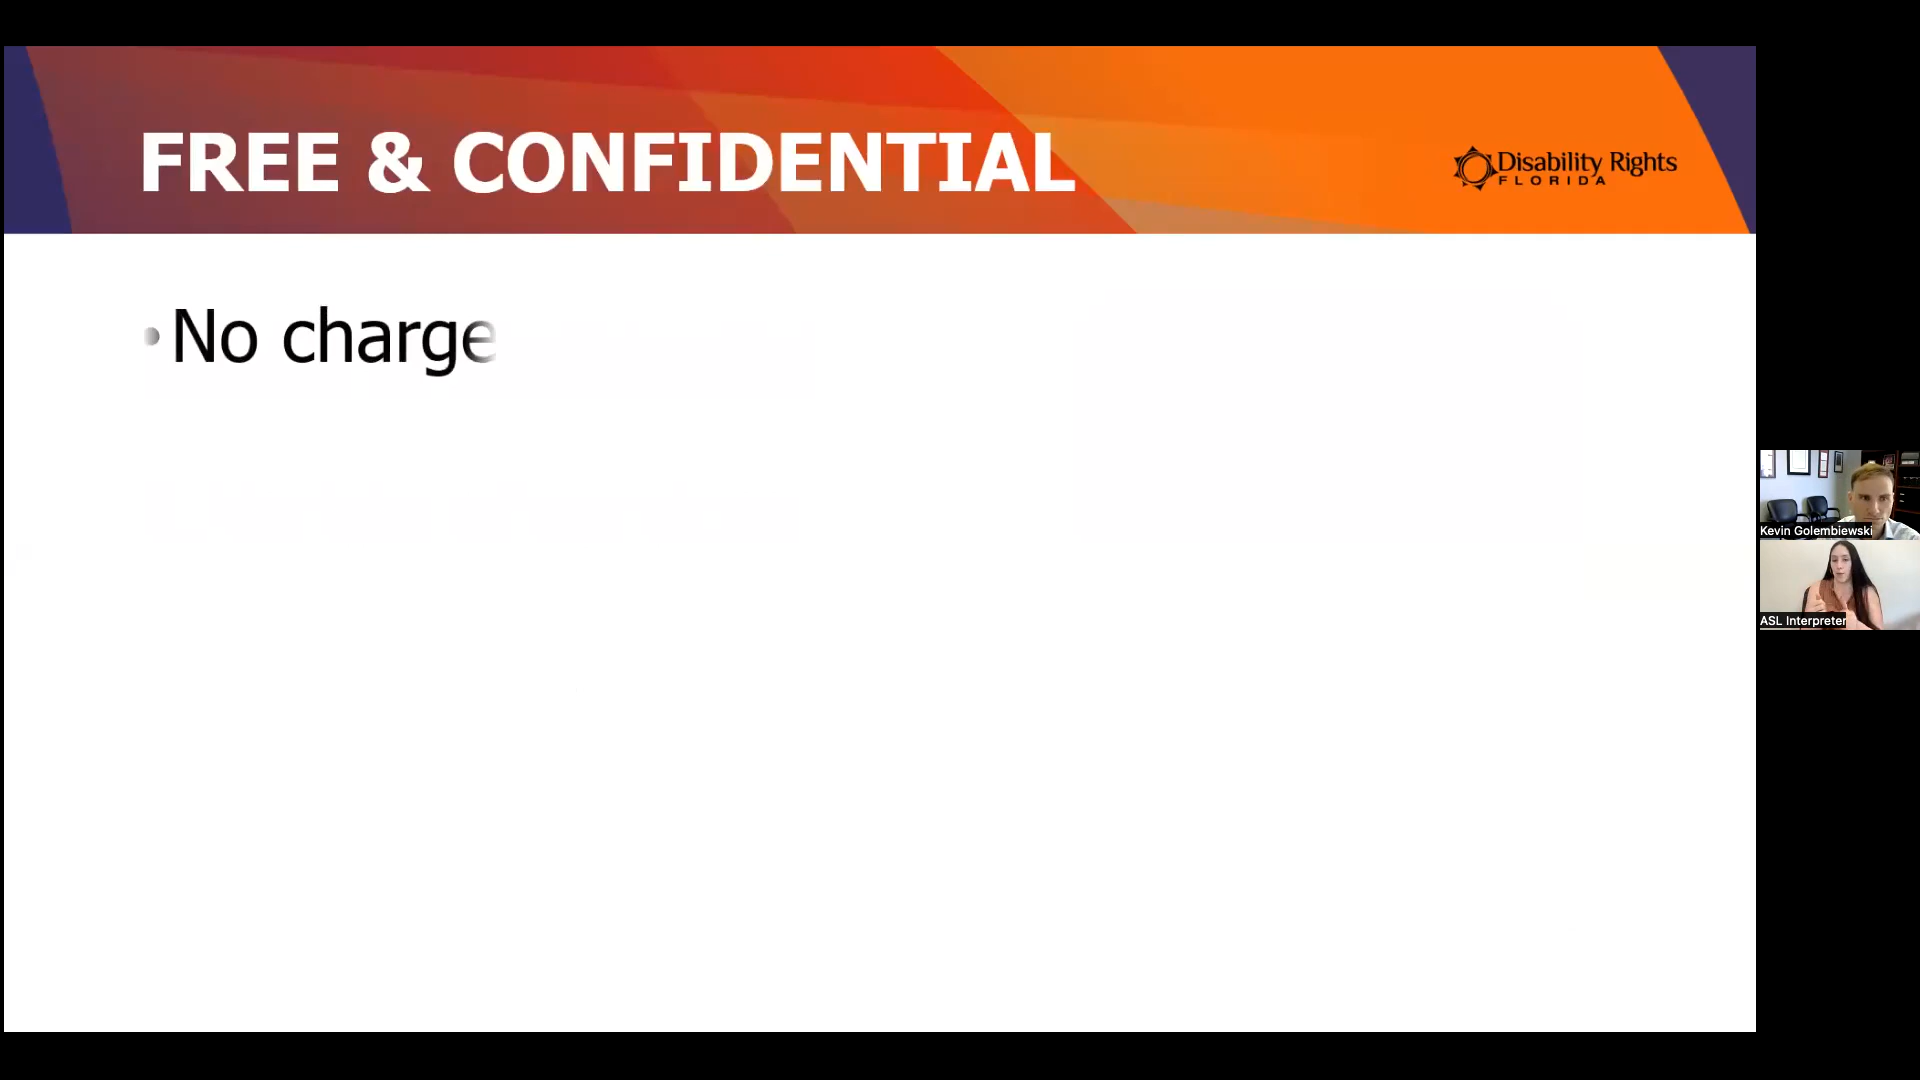 FREE & CONFIDENTIAL
Disability Rights
FLORIDA
• No charge
Kevin Golembiewski
ASL Interpreter